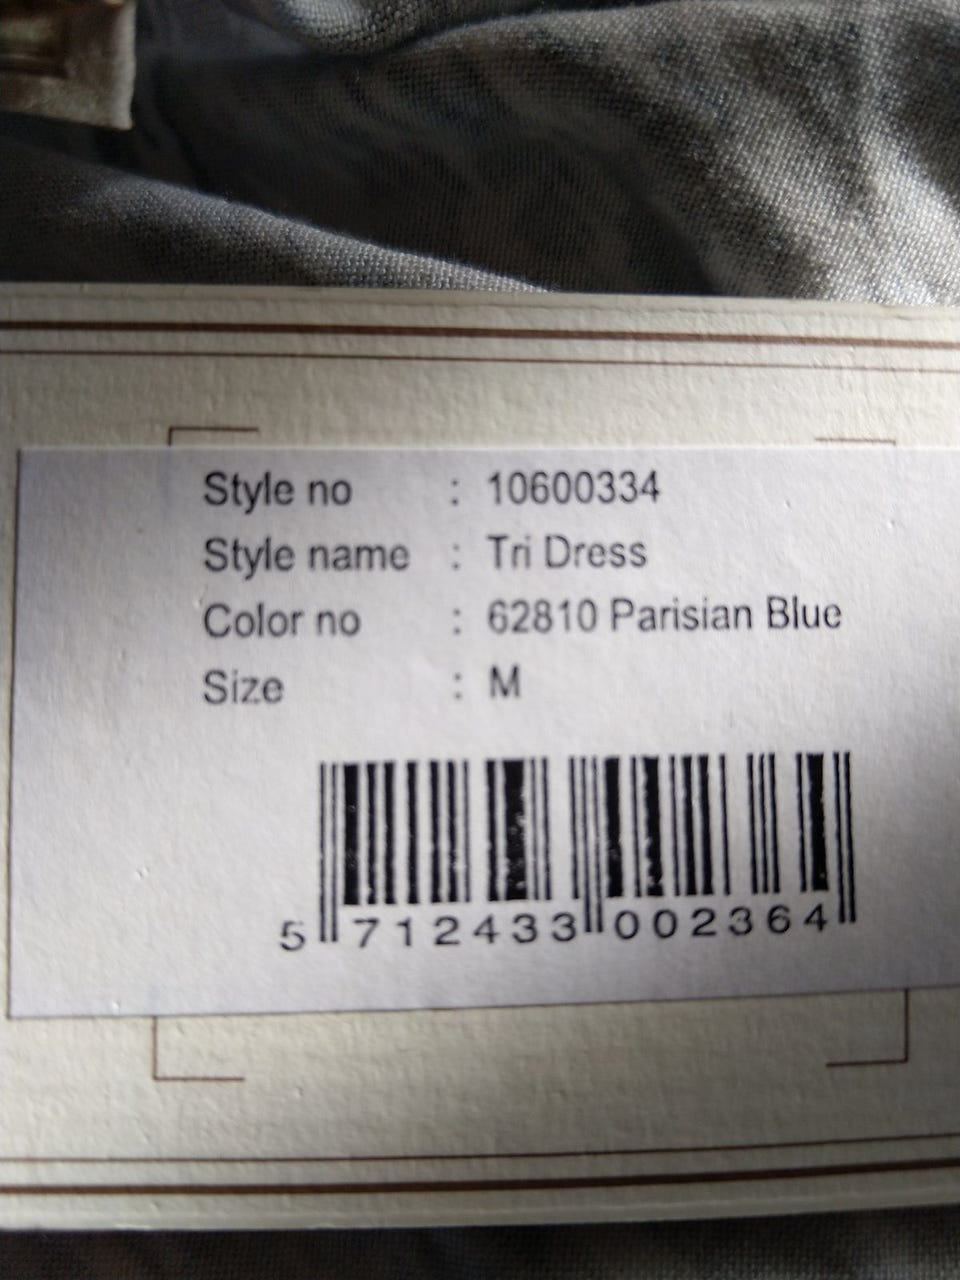 Style no : 10600334
Style name : Tri Dress
Color no : 62810 Parisian Blue
Size : M
5 712433 002364